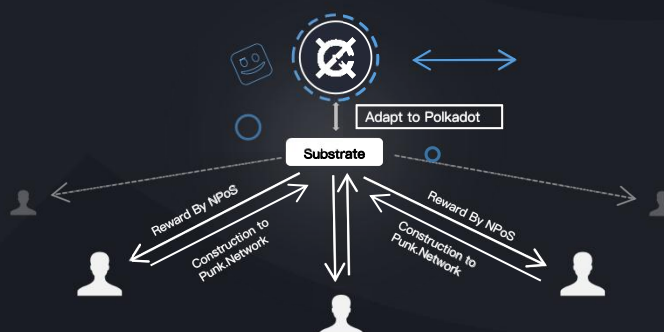 Adapt to Polkadot
Substrate
Reward By NPoS
Construction to
Punk.Network
Reward By NPoS
Construction to
Punk.Network